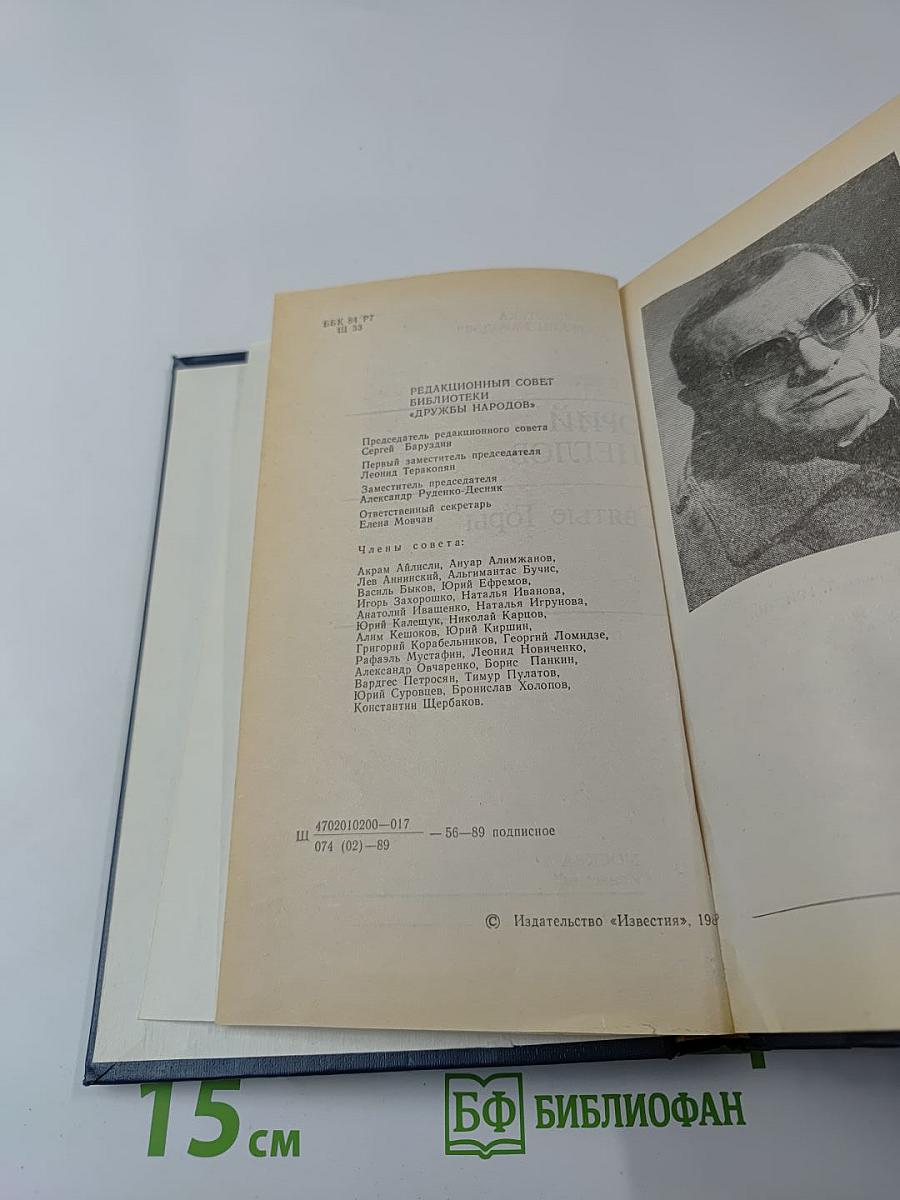 ББК 84 Р7
Щ 33
РЕДАКЦИОННЫЙ СОВЕТ
БИБЛИОТЕКИ
«ДРУЖБЫ НАРОДОВ»
Председатель редакционного совета
Сергей Баруздин
Первый заместитель председателя
Леонид Теракопян
Заместитель председателя
Александр Руденко-Десняк
Ответственный секретарь
Елена Мовчан
Члены совета:
Акрам Айлисли, Ануар Алимжанов,
Лев Аннинский, Альгимантас Бучис,
Василь Быков, Юрий Ефремов,
Игорь Захорошко, Наталья Иванова,
Анатолий Иващенко, Наталья Игрунова,
Юрий Калещук, Николай Карцов,
Алим Кешоков, Юрий Киршин,
Григорий Корабельников, Георгий Ломидзе,
Рафаэль Мустафин, Леонид Новиченко,
Александр Овчаренко, Борис Панкин,
Вардгес Петросян, Тимур Пулатов,
Юрий Суровцев, Бронислав Холопов,
Константин Щербаков.
Щ 4702010200—017 — 56—89 подписное
074 (02)—89
© Издательство «Известия», 198
15 см
БФ БИБЛИОФАН